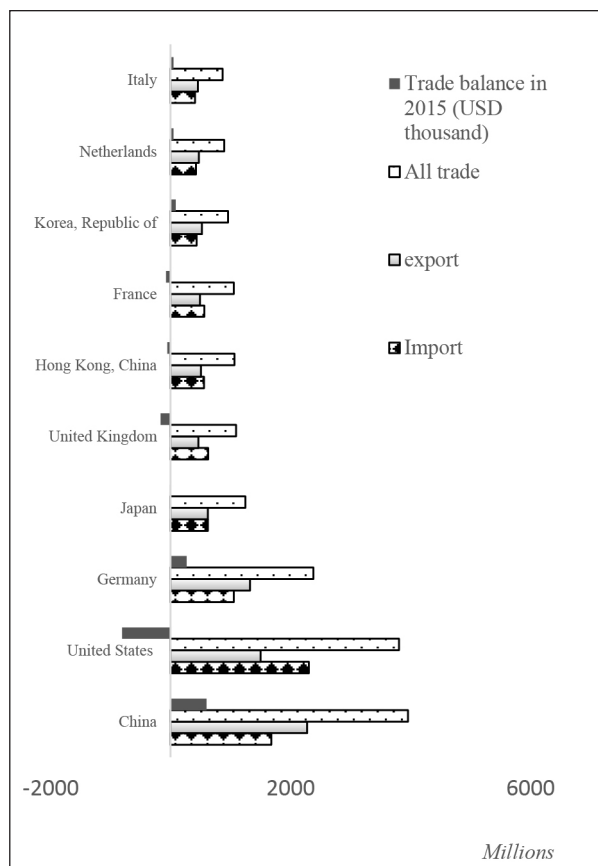 Italy
Netherlands
Korea, Republic of
France
Hong Kong, China
United Kingdom
Japan
Germany
United States
China
Trade balance in
2015 (USD
thousand)
All trade
export
Import
-2000 2000 6000
Millions